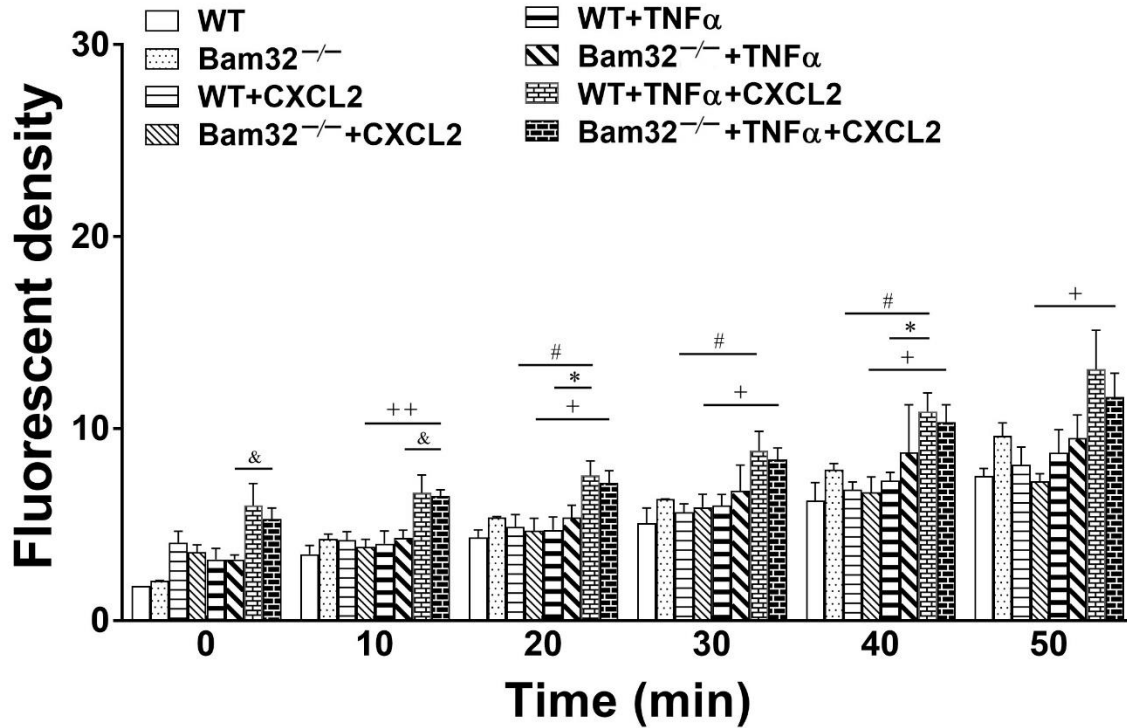 WT
Bam32⁻/⁻
WT+CXCL2
Bam32⁻/⁻+CXCL2
WT+TNFα
Bam32⁻/⁻+TNFα
WT+TNFα+CXCL2
Bam32⁻/⁻+TNFα+CXCL2
Fluorescent density
30
20
10
0
&
++
&
#
*
+
#
+
#
*
+
+
0 10 20 30 40 50
Time (min)